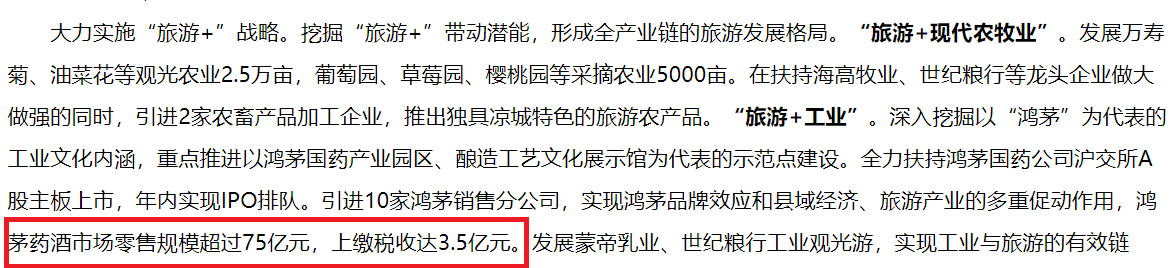 大力实施“旅游+”战略。挖掘“旅游+”带动潜能，形成全产业链的旅游发展格局。“旅游+现代农牧业”。发展万寿
菊、油菜花等观光农业2.5万亩，葡萄园、草莓园、樱桃园等采摘农业5000亩。在扶持海高牧业、世纪粮行等龙头企业做大
做强的同时，引进2家农畜产品加工企业，推出独具凉城特色的旅游农产品。“旅游+工业”。深入挖掘以“鸿茅”为代表的
工业文化内涵，重点推进以鸿茅国药产业园区、酿造工艺文化展示馆为代表的示范点建设。全力扶持鸿茅国药公司沪交所A
股主板上市，年内实现IPO排队。引进10家鸿茅销售分公司，实现鸿茅品牌效应和县域经济、旅游产业的多重促动作用，鸿
茅药酒市场零售规模超过75亿元，上缴税收达3.5亿元。发展蒙帝乳业、世纪粮行工业观光游，实现工业与旅游的有效链